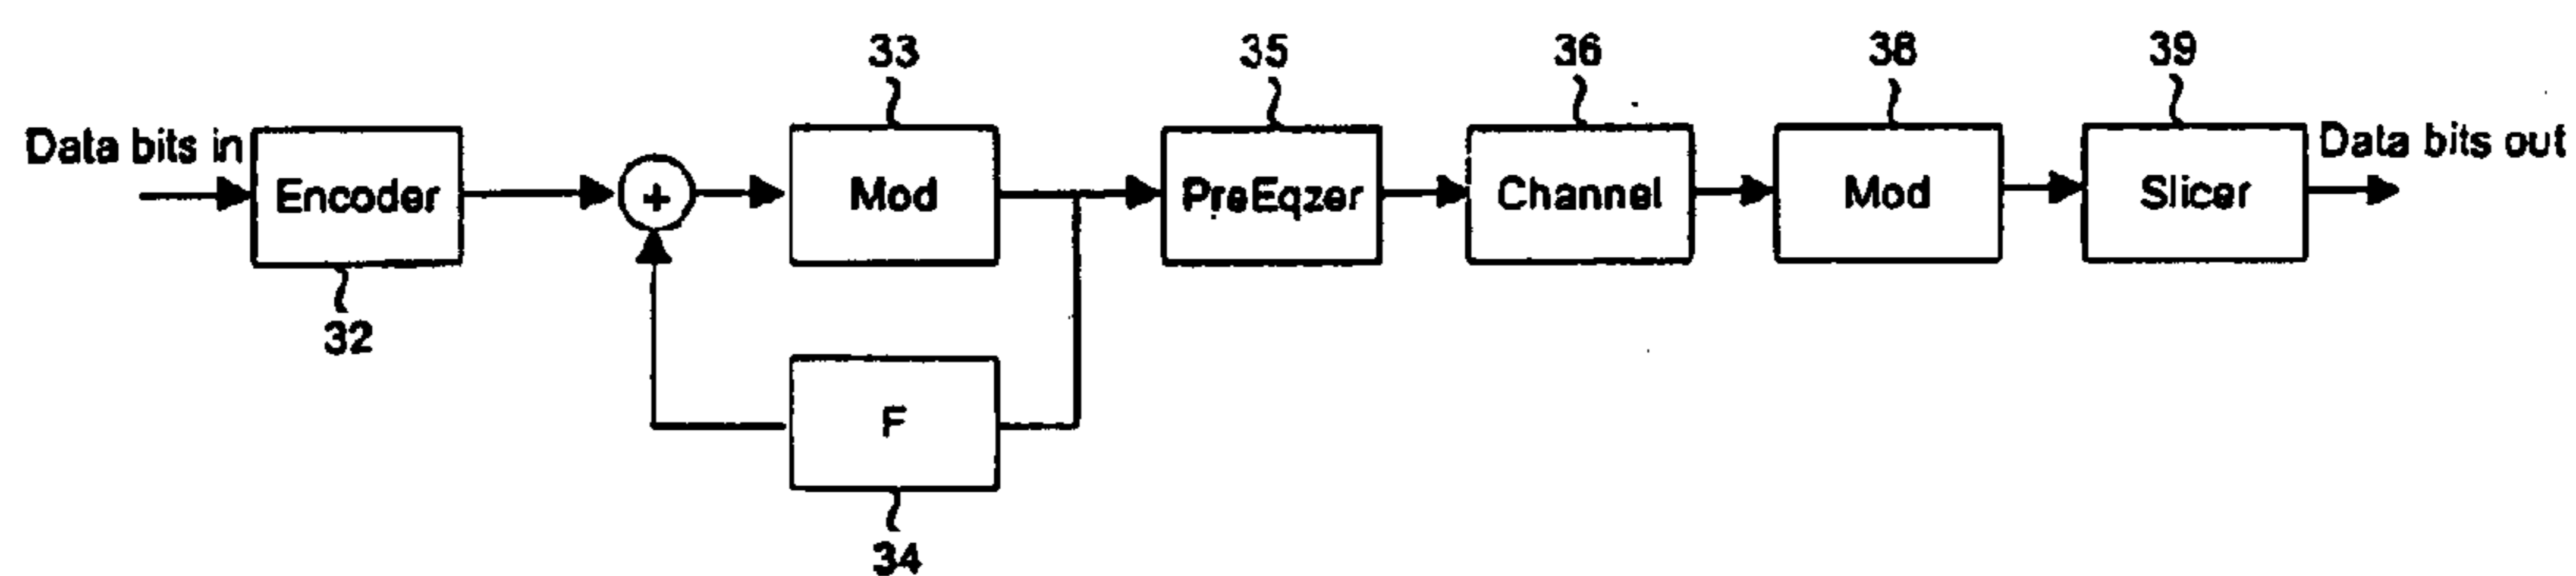 33
35
36
38
39
Data bits in
Encoder
+
Mod
PreEqzer
Channel
Mod
Slicer
Data bits out
32
F
34